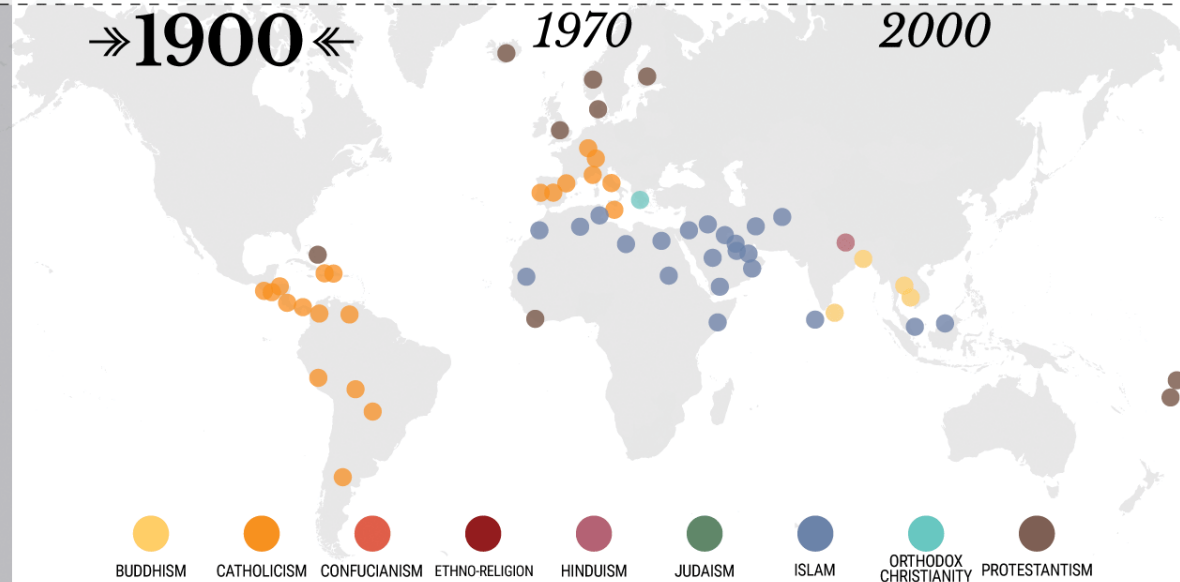 1900 1970 2000
BUDDHISM CATHOLICISM CONFUCIANISM ETHNO-RELIGION HINDUISM JUDAISM ISLAM ORTHODOX CHRISTIANITY PROTESTANTISM